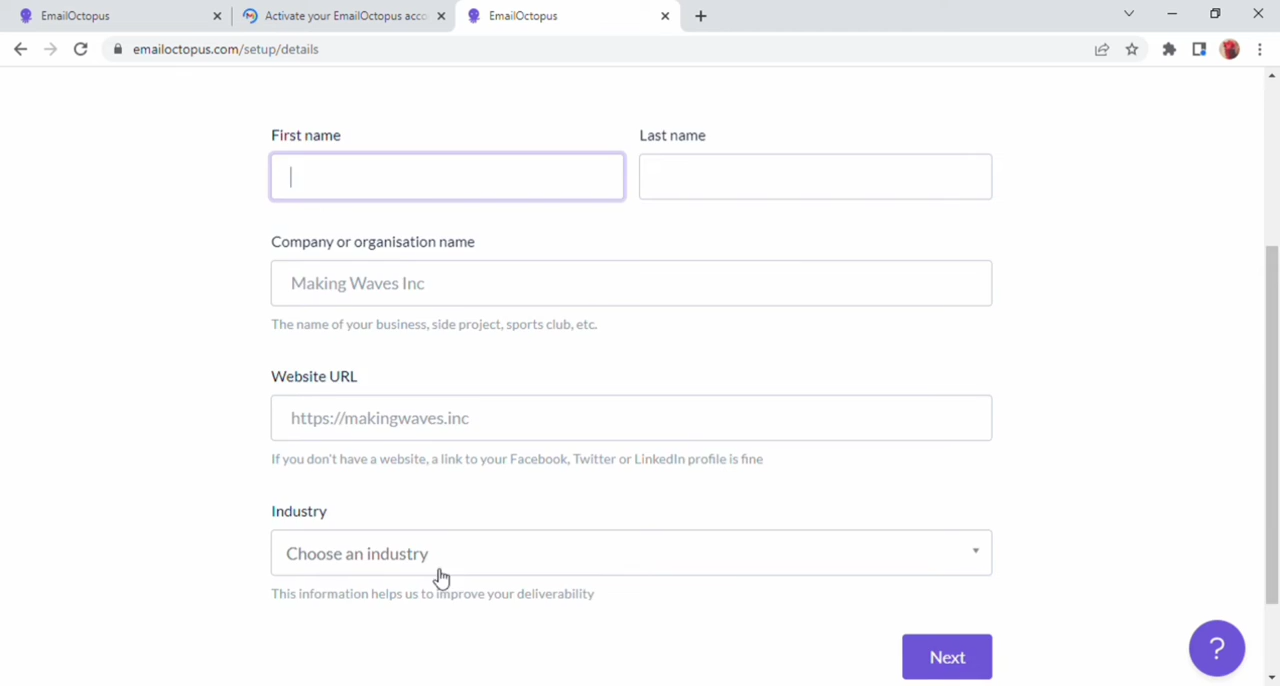 EmailOctopus
Activate your EmailOctopus acco
EmailOctopus
emailoctopus.com/setup/details
First name
Last name
Company or organisation name
Making Waves Inc
The name of your business, side project, sports club, etc.
Website URL
https://makingwaves.inc
If you don't have a website, a link to your Facebook, Twitter or LinkedIn profile is fine
Industry
Choose an industry
This information helps us to improve your deliverability
Next
?